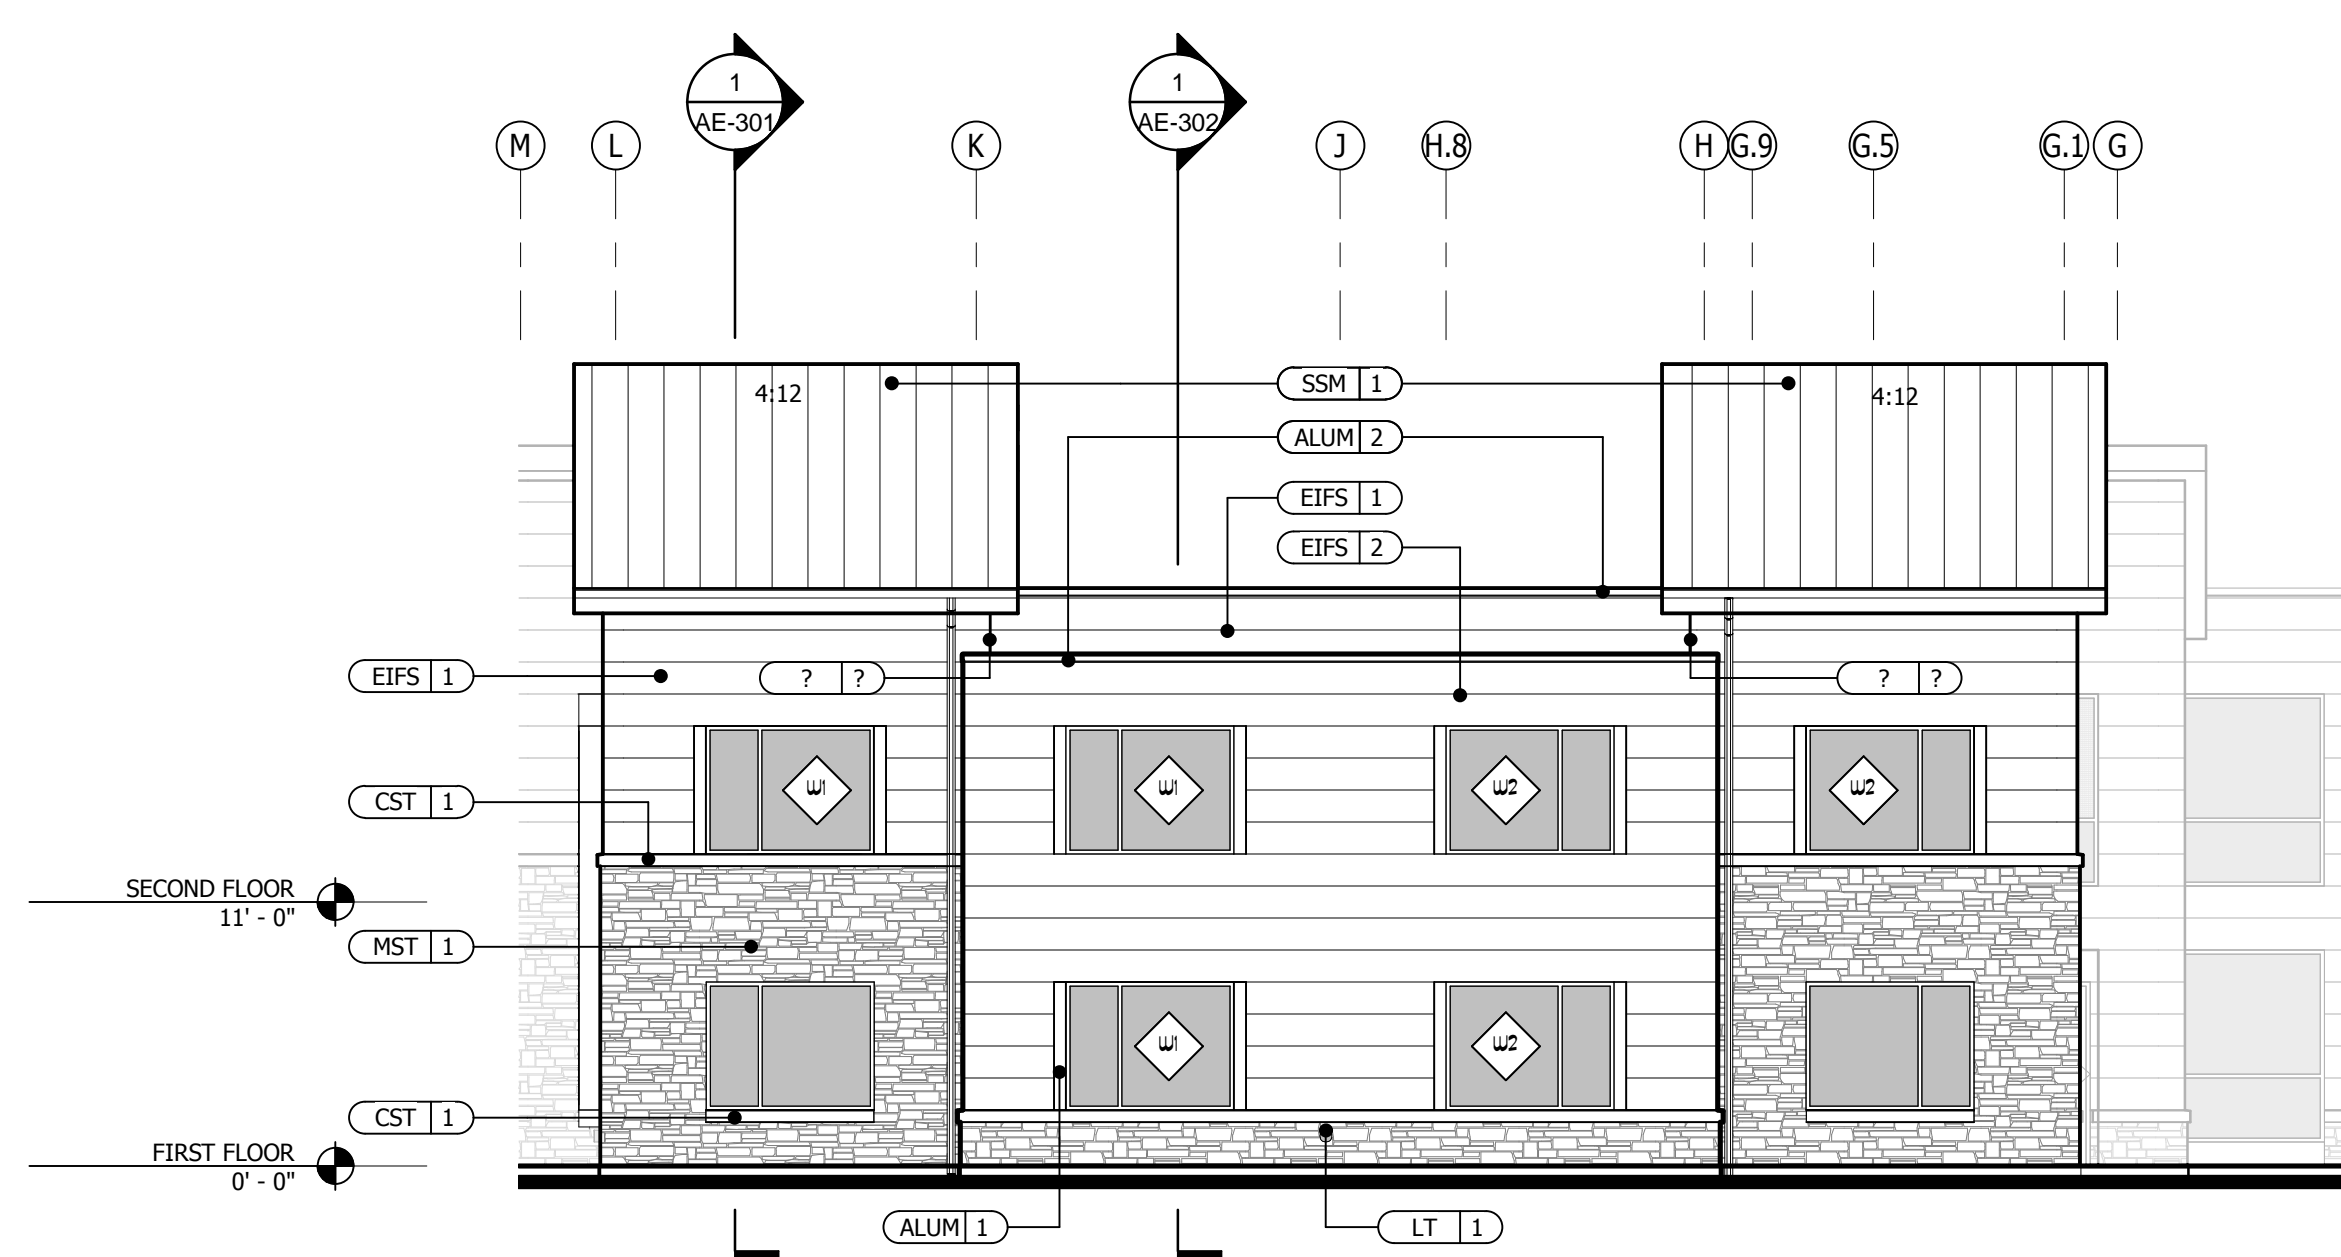 1
AE-301
1
AE-302
M
L
K
J
H.8
H
G.9
G.5
G.1
G
4:12
SSM 1
4:12
ALUM 2
EIFS 1
EIFS 2
EIFS 1
? ?
? ?
W1
W1
W2
W2
CST 1
SECOND FLOOR
11' - 0"
MST 1
W1
W2
CST 1
FIRST FLOOR
0' - 0"
ALUM 1
LT 1